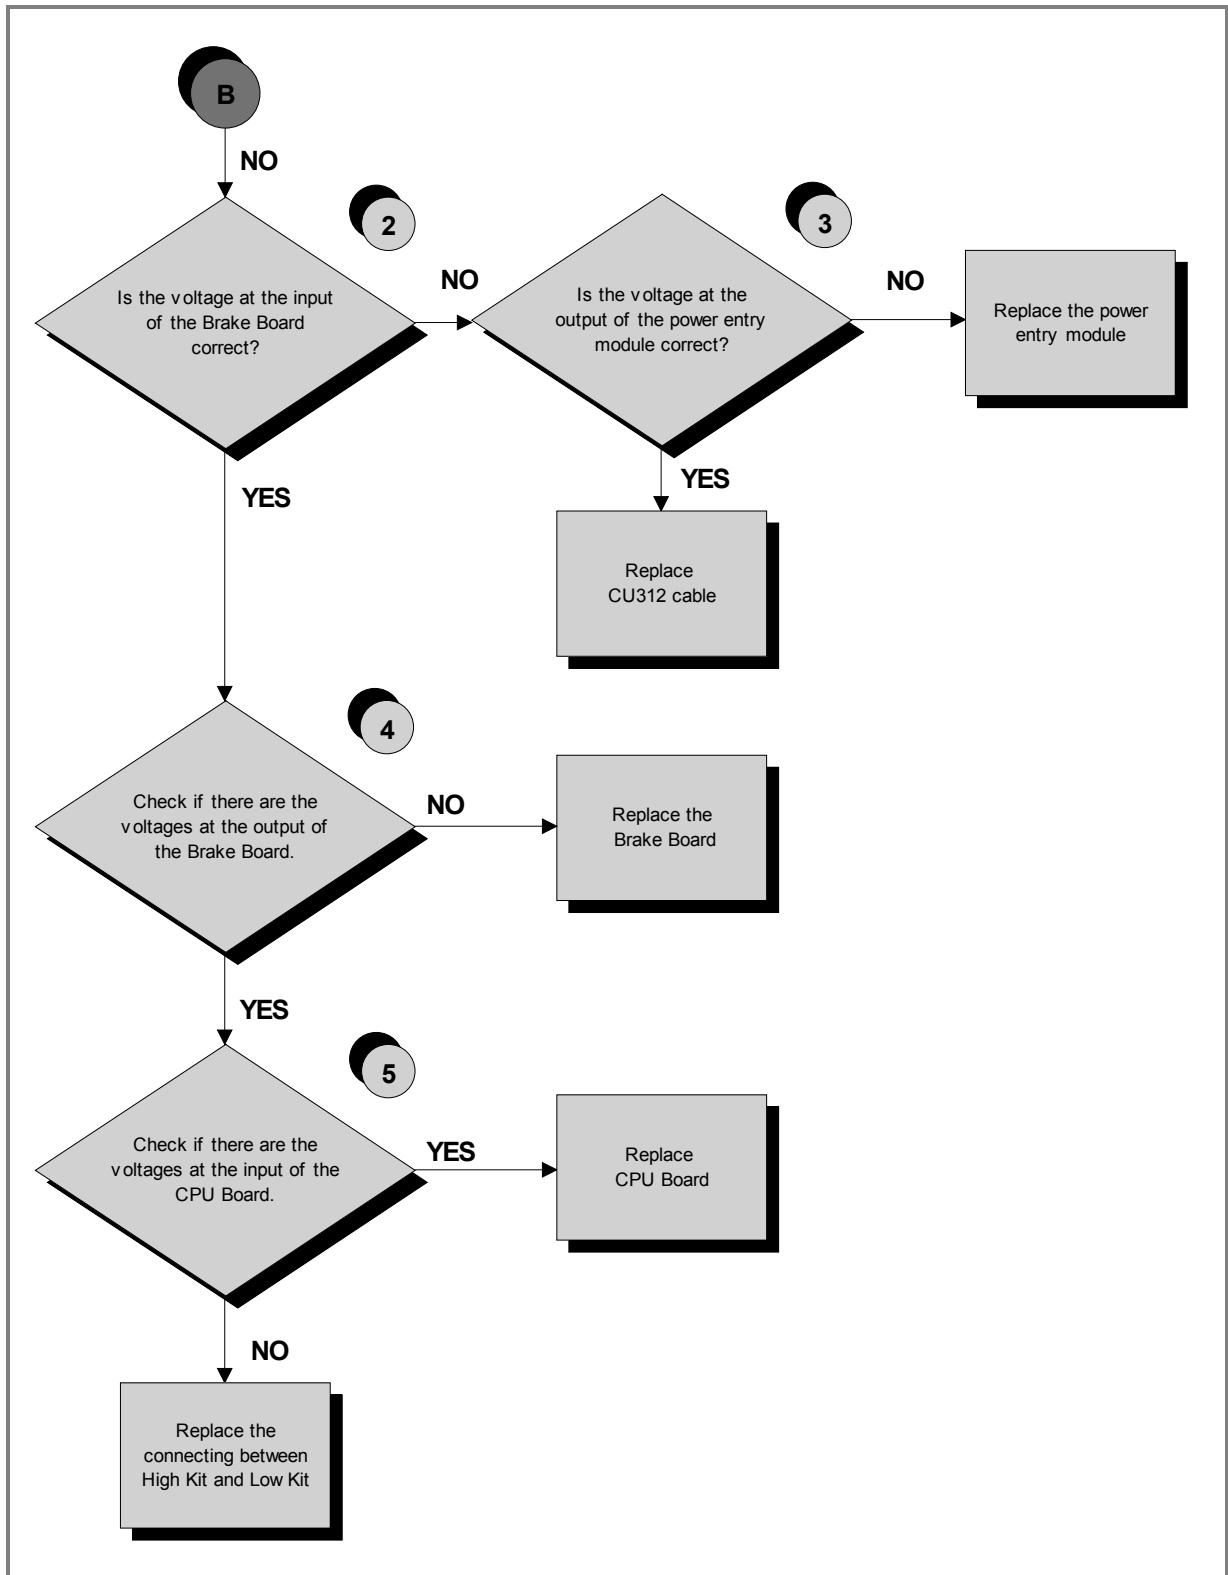 B
NO
2
Is the voltage at the input
of the Brake Board
correct?
NO
3
Is the voltage at the
output of the power entry
module correct?
NO
Replace the power
entry module
YES
YES
Replace
CU312 cable
4
Check if there are the
voltages at the output of
the Brake Board.
NO
Replace the
Brake Board
YES
5
Check if there are the
voltages at the input of the
CPU Board.
YES
Replace
CPU Board
NO
Replace the
connecting between
High Kit and Low Kit